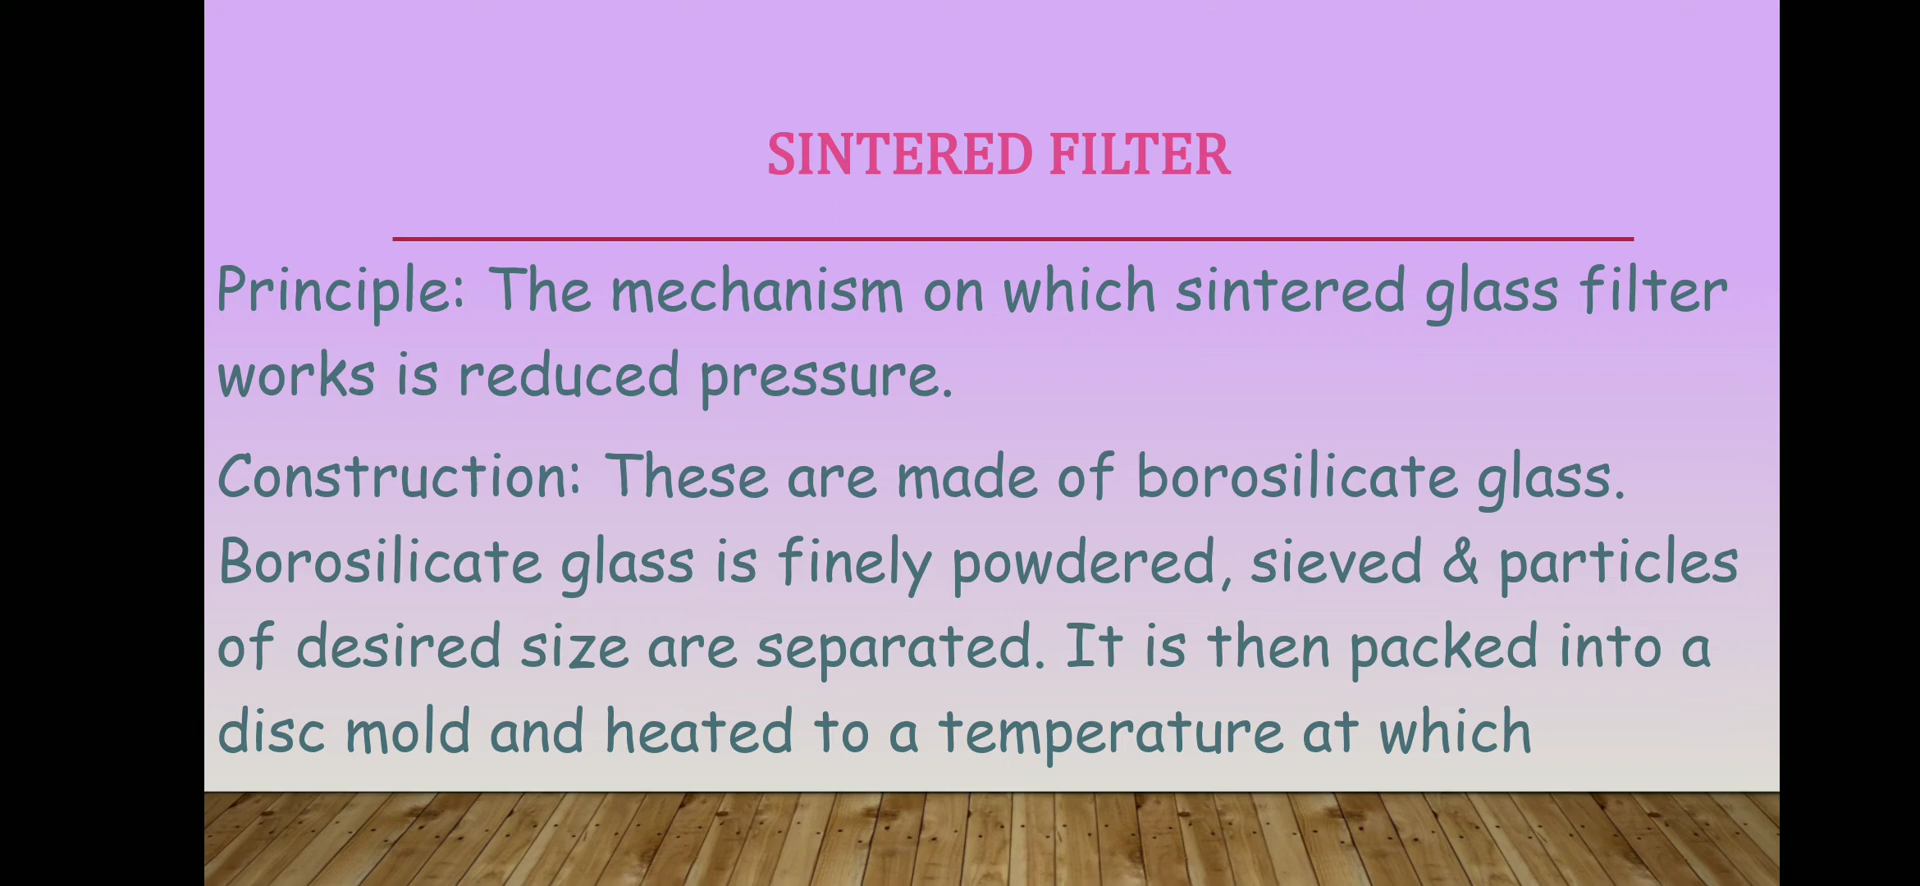 SINTERED FILTER
Principle: The mechanism on which sintered glass filter
works is reduced pressure.
Construction: These are made of borosilicate glass.
Borosilicate glass is finely powdered, sieved & particles
of desired size are separated. It is then packed into a
disc mold and heated to a temperature at which